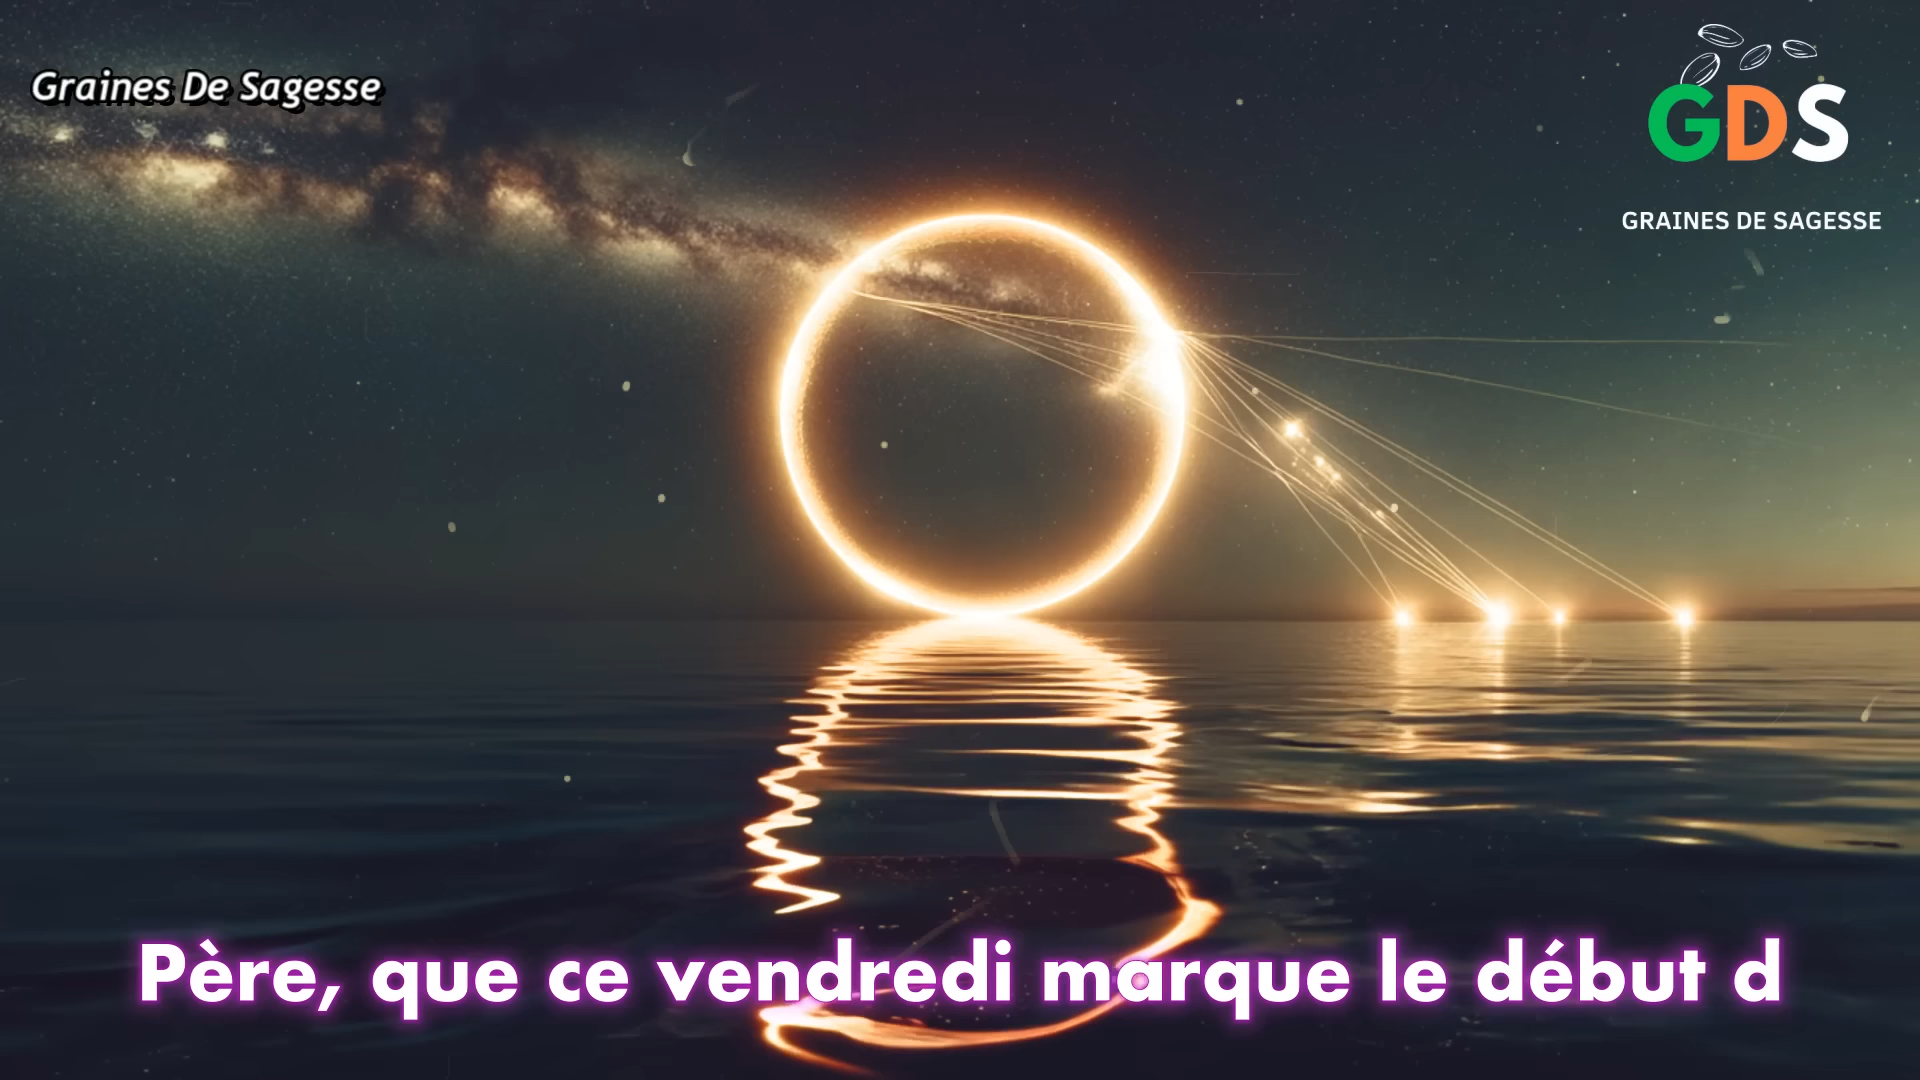 Graines De Sagesse
GDS
GRAINES DE SAGESSE
Père, que ce vendredi marque le début d